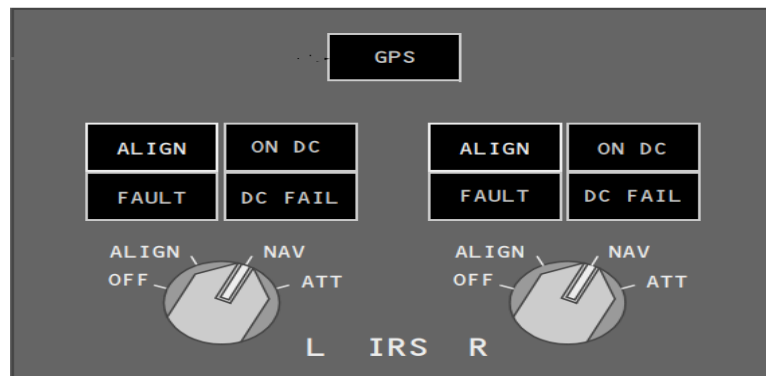 GPS
ALIGN ON DC ALIGN ON DC
FAULT DC FAIL FAULT DC FAIL
ALIGN NAV ALIGN NAV
OFF ATT OFF ATT
L IRS R